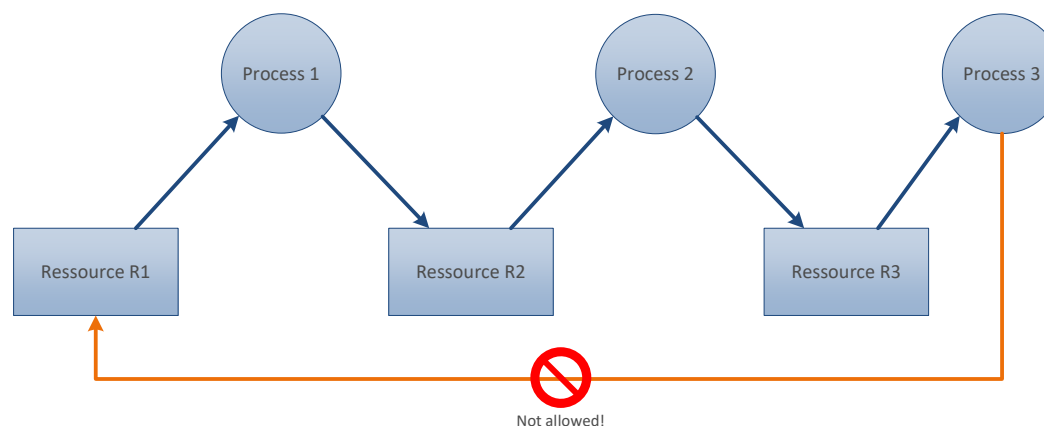 Process 1
Process 2
Process 3
Ressource R1
Ressource R2
Ressource R3
Not allowed!